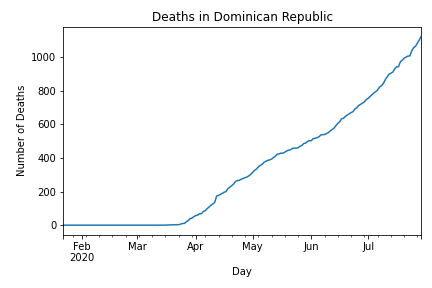 Deaths in Dominican Republic
Number of Deaths
1000
800
600
400
200
0
Feb
2020
Mar
Apr
May
Jun
Jul
Day